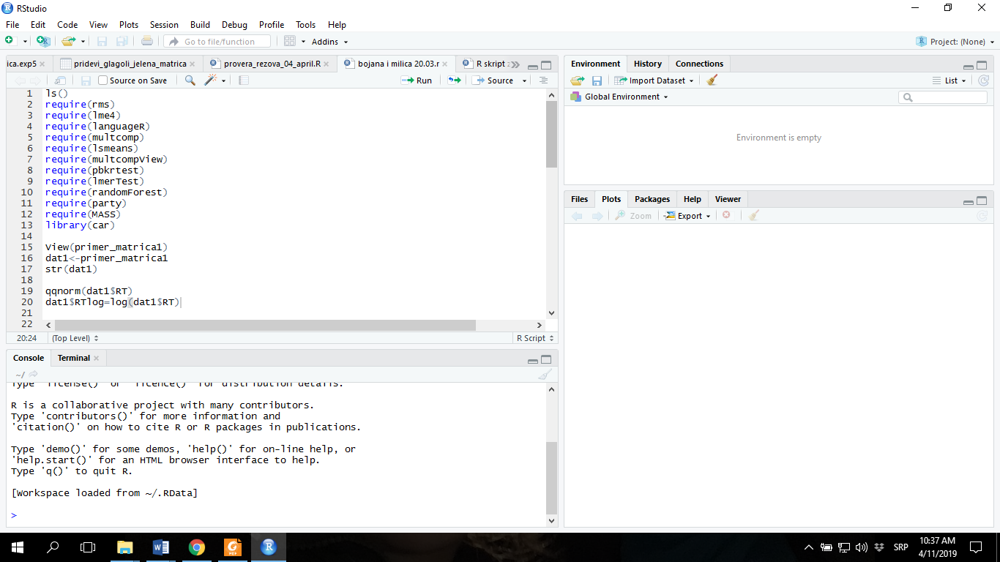 RStudio
File Edit Code View Plots Session Build Debug Profile Tools Help
Go to file/function Addins Project: (None)
ica.exp5 pridevi_glagoli_jelena_matrica provera_rezova_04_april.R bojana i milica 20.03.r R skript z
Source on Save Run Source
1 ls()
2 require(rms)
3 require(lme4)
4 require(languageR)
5 require(multcomp)
6 require(lsmeans)
7 require(multcompView)
8 require(pbkrtest)
9 require(lmerTest)
10 require(randomForest)
11 require(party)
12 require(MASS)
13 library(car)
14
15 View(primer_matrica1)
16 dat1<-primer_matrica1
17 str(dat1)
18
19 qqnorm(dat1$RT)
20 dat1$RTlog=log(dat1$RT)
21
22
20:24 (Top Level) R Script
Console Terminal
~/
Type 'license()' or 'licence()' for distribution details.
R is a collaborative project with many contributors.
Type 'contributors()' for more information and
'citation()' on how to cite R or R packages in publications.
Type 'demo()' for some demos, 'help()' for on-line help, or
'help.start()' for an HTML browser interface to help.
Type 'q()' to quit R.
[Workspace loaded from ~/.RData]
>
Environment History Connections
Import Dataset List
Global Environment
Environment is empty
Files Plots Packages Help Viewer
Zoom Export
SRP
10:37 AM
4/11/2019